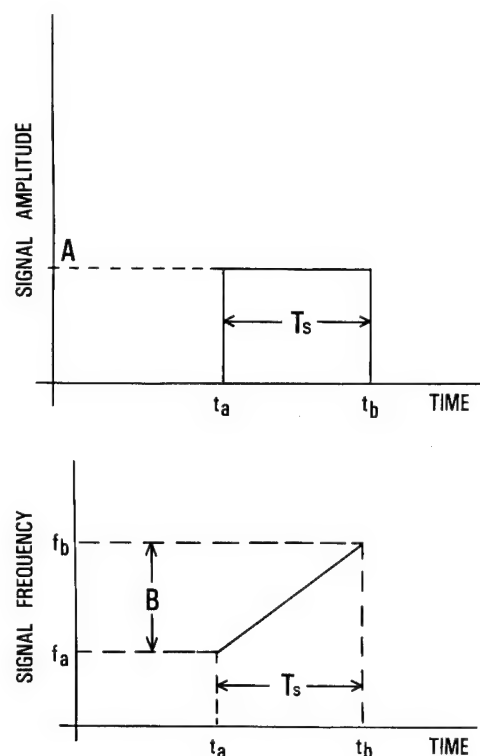 SIGNAL AMPLITUDE
A
Ts
ta
tb
TIME
SIGNAL FREQUENCY
fb
B
fa
Ts
ta
tb
TIME